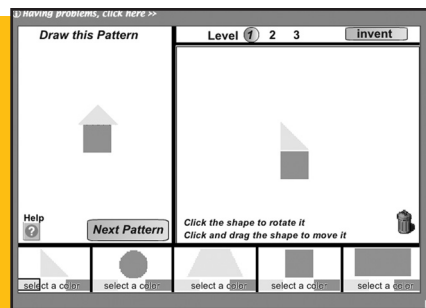 Having problems, click here >>
Draw this Pattern
Level 1 2 3
invent
Click the shape to rotate it
Click and drag the shape to move it
Help
?
Next Pattern
select a color
select a color
select a color
select a color
select a color